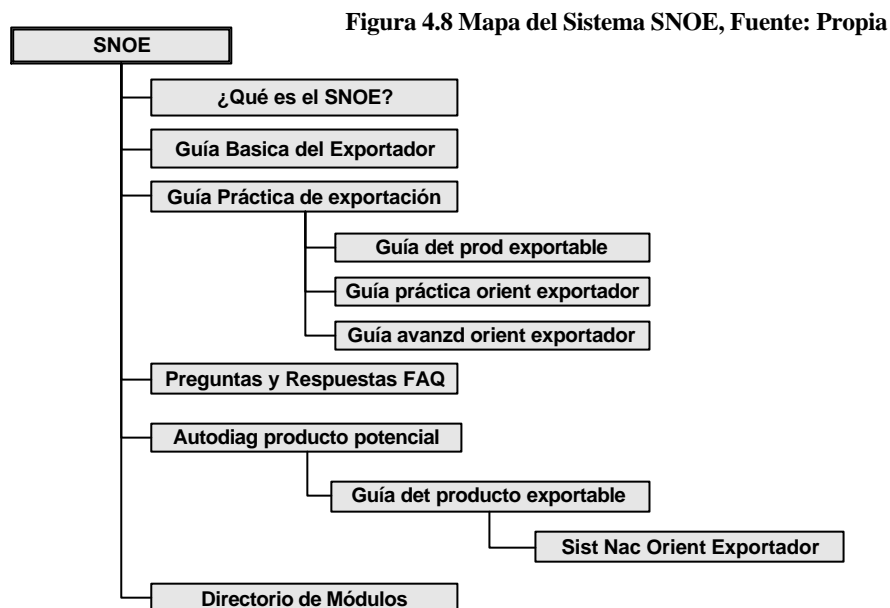 Figura 4.8 Mapa del Sistema SNOE, Fuente: Propia
SNOE
¿Qué es el SNOE?
Guía Basica del Exportador
Guía Práctica de exportación
Guía det prod exportable
Guía práctica orient exportador
Guía avanzd orient exportador
Preguntas y Respuestas FAQ
Autodiag producto potencial
Guía det producto exportable
Sist Nac Orient Exportador
Directorio de Módulos